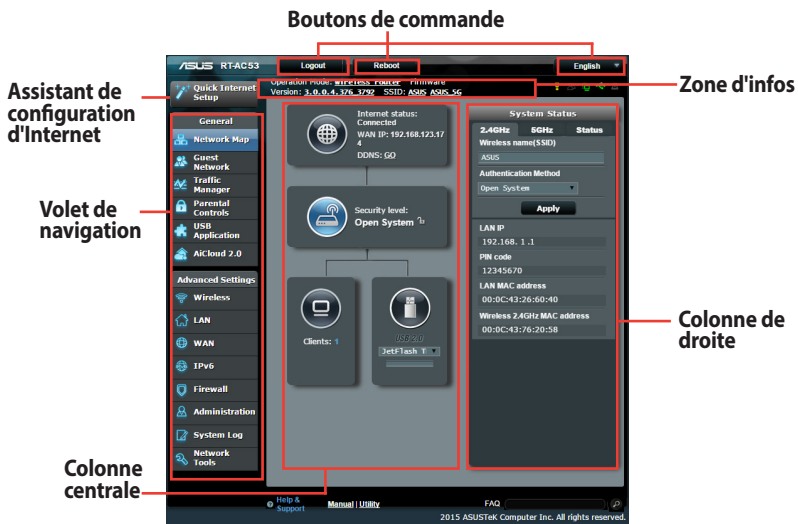 Boutons de commande
ASUS RT-AC53
Logout
Reboot
English
Zone d'infos
Assistant de
configuration
d'Internet
Quick Internet
Setup
Operation Mode: Wireless router Firmware
Version: 3.0.0.4.376_3792 SSID: ASUS ASUS_5G
General
Network Map
Guest
Network
Traffic
Manager
Parental
Controls
USB
Application
AiCloud 2.0
Volet de
navigation
Advanced Settings
Wireless
LAN
WAN
IPv6
Firewall
Administration
System Log
Network
Tools
Internet status:
Connected
WAN IP: 192.168.123.17
4
DDNS: GO
Security level:
Open System
Clients: 1
USB 2.0
JetFlash T
System Status
2.4GHz
5GHz
Status
Wireless name(SSID)
ASUS
Authentication Method
Open System
Apply
LAN IP
192.168. 1 .1
PIN code
12345670
LAN MAC address
00:0C:43:26:60:40
Wireless 2.4GHz MAC address
00:0C:43:76:20:58
Colonne de
droite
Colonne
centrale
Help &
Support
Manual | Utility
FAQ
2015 ASUSTeK Computer Inc. All rights reserved.